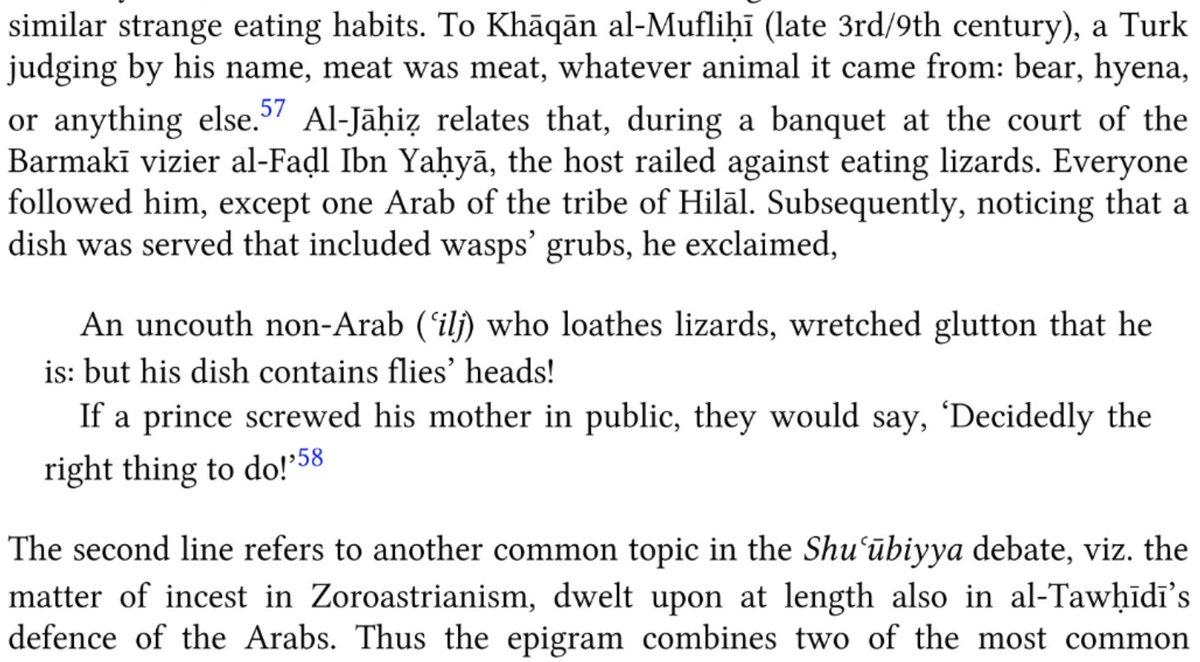 similar strange eating habits. To Khāqān al-Mufliḥī (late 3rd/9th century), a Turk
judging by his name, meat was meat, whatever animal it came from: bear, hyena,
or anything else.57 Al-Jāḥiẓ relates that, during a banquet at the court of the
Barmakī vizier al-Faḍl Ibn Yaḥyā, the host railed against eating lizards. Everyone
followed him, except one Arab of the tribe of Hilāl. Subsequently, noticing that a
dish was served that included wasps’ grubs, he exclaimed,
An uncouth non-Arab (ʿilj) who loathes lizards, wretched glutton that he
is: but his dish contains flies’ heads!
If a prince screwed his mother in public, they would say, ‘Decidedly the
right thing to do!’58
The second line refers to another common topic in the Shuʿūbiyya debate, viz. the
matter of incest in Zoroastrianism, dwelt upon at length also in al-Tawḥīdī’s
defence of the Arabs. Thus the epigram combines two of the most common